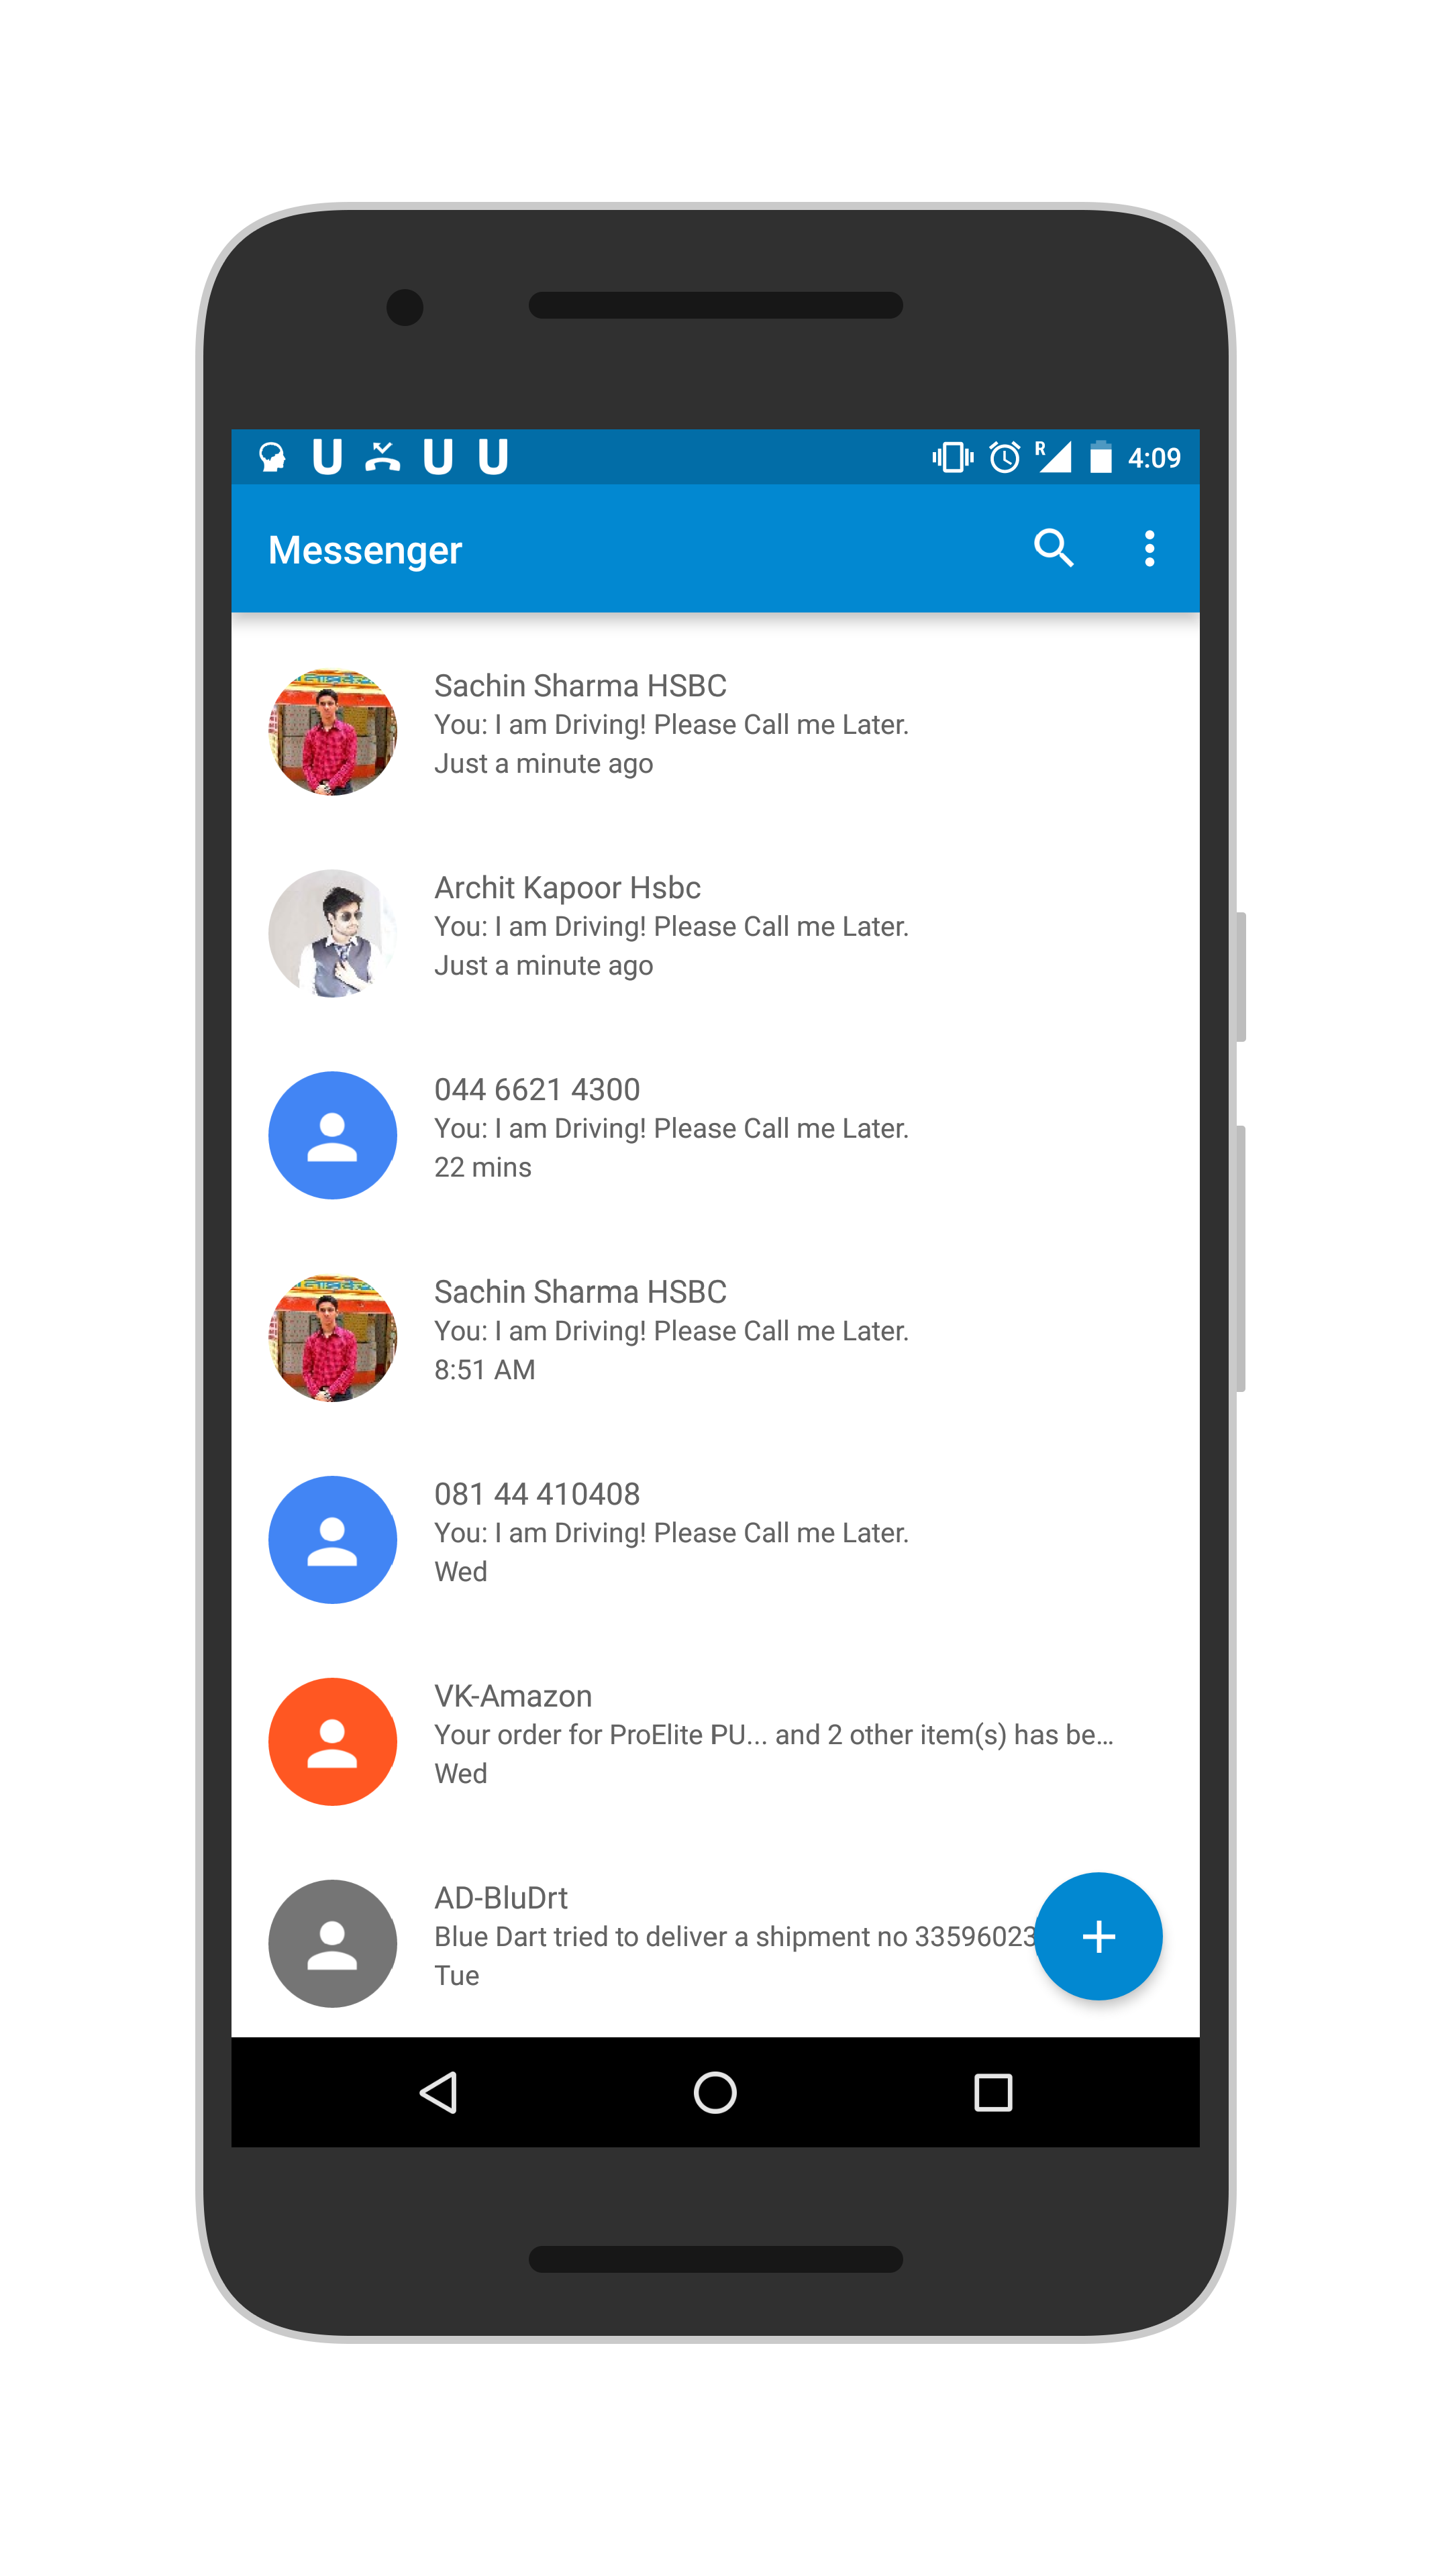 U U U R 4:09
Messenger
Sachin Sharma HSBC
You: I am Driving! Please Call me Later.
Just a minute ago
Archit Kapoor Hsbc
You: I am Driving! Please Call me Later.
Just a minute ago
044 6621 4300
You: I am Driving! Please Call me Later.
22 mins
Sachin Sharma HSBC
You: I am Driving! Please Call me Later.
8:51 AM
081 44 410408
You: I am Driving! Please Call me Later.
Wed
VK-Amazon
Your order for ProElite PU... and 2 other item(s) has be...
Wed
AD-BluDrt
Blue Dart tried to deliver a shipment no 33596023
Tue